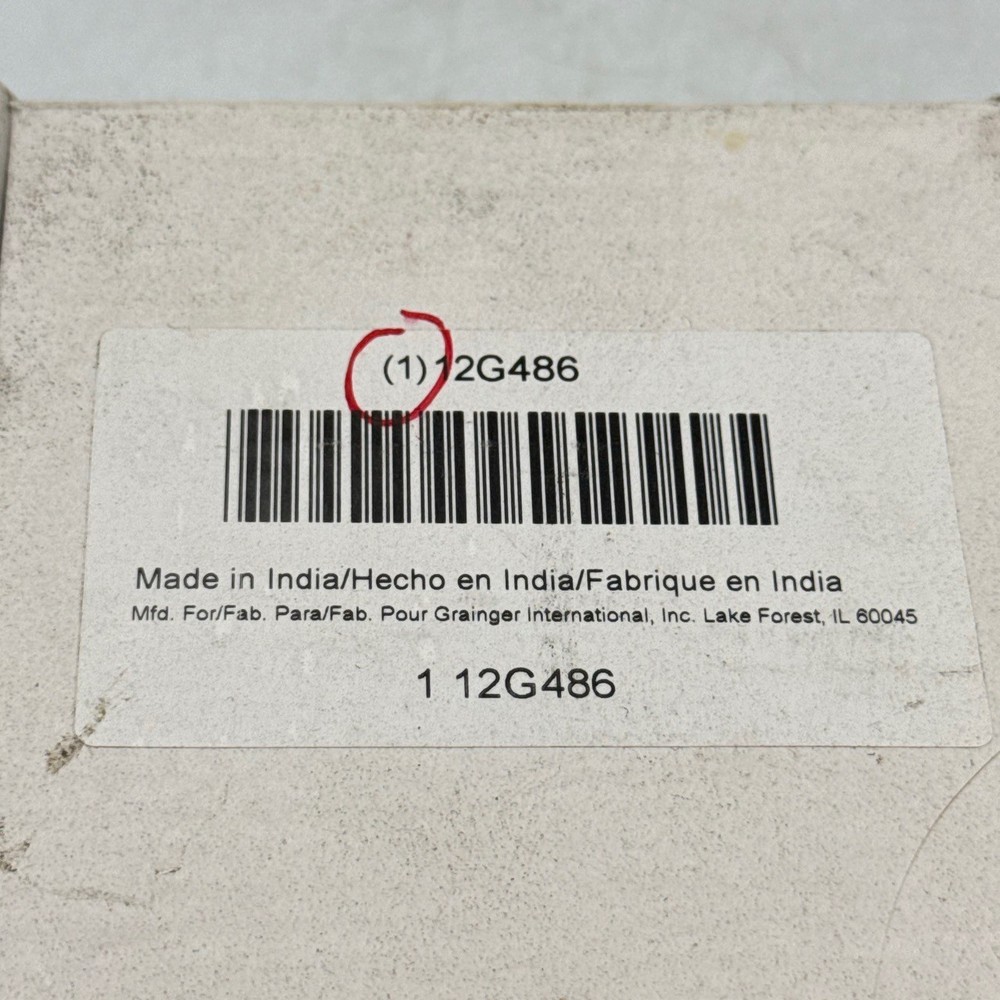 (1)12G486
Made in India/Hecho en India/Fabrique en India
Mfd. For/Fab. Para/Fab. Pour Grainger International, Inc. Lake Forest, IL 60045
1 12G486